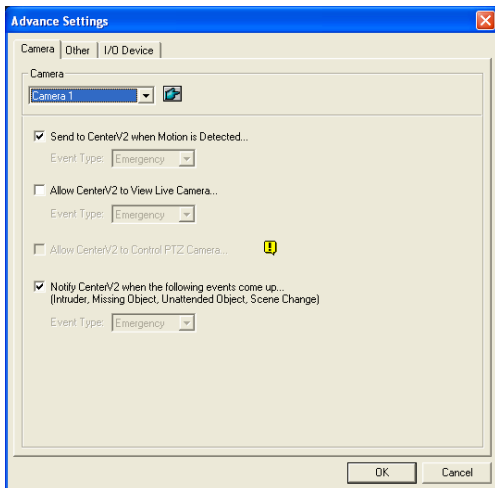 Advance Settings
Camera Other I/O Device
Camera
Camera 1
Send to CenterV2 when Motion is Detected...
Event Type: Emergency
Allow CenterV2 to View Live Camera...
Event Type: Emergency
Allow CenterV2 to Control PTZ Camera...
Notify CenterV2 when the following events come up...
(Intruder, Missing Object, Unattended Object, Scene Change)
Event Type: Emergency
OK Cancel